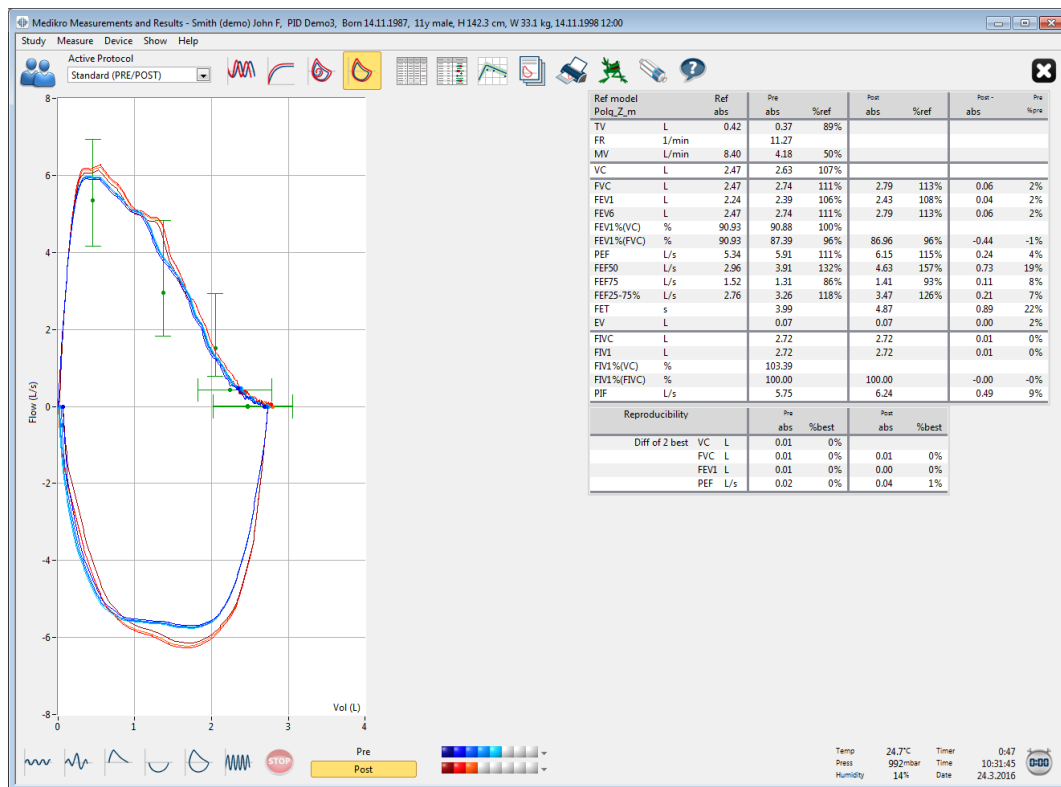 Medikro Measurements and Results - Smith (demo) John F, PID Demo3, Born 14.11.1987, 11y male, H 142.3 cm, W 33.1 kg, 14.11.1998 12:00
Study Measure Device Show Help
Active Protocol
Standard (PRE/POST)
Ref model Ref Pre Post Post - Pre
Polg_Z_m abs abs %ref abs %ref abs %pre
TV L 0.42 0.37 89%
FR 1/min 11.27
MV L/min 8.40 4.18 50%
VC L 2.47 2.63 107%
FVC L 2.47 2.74 111% 2.79 113% 0.06 2%
FEV1 L 2.24 2.39 106% 2.43 108% 0.04 2%
FEV6 L 2.47 2.74 111% 2.79 113% 0.06 2%
FEV1%(VC) % 90.93 90.88 100%
FEV1%(FVC) % 90.93 87.39 96% 86.96 96% -0.44 -1%
PEF L/s 5.34 5.91 111% 6.15 115% 0.24 4%
FEF50 L/s 2.96 3.91 132% 4.63 157% 0.73 19%
FEF75 L/s 1.52 1.31 86% 1.41 93% 0.11 8%
FEF25-75% L/s 2.76 3.26 118% 3.47 126% 0.21 7%
FET s 3.99 4.87 0.89 22%
EV L 0.07 0.07 0.00 2%
FIVC L 2.72 2.72 0.01 0%
FIV1 L 2.72 2.72 0.01 0%
FIV1%(VC) % 103.39
FIV1%(FIVC) % 100.00 100.00 -0.00 -0%
PIF L/s 5.75 6.24 0.49 9%
Reproducibility Pre Post
abs %best abs %best
Diff of 2 best VC L 0.01 0%
FVC L 0.01 0% 0.01 0%
FEV1 L 0.01 0% 0.00 0%
PEF L/s 0.02 0% 0.04 1%
8
6
4
2
0
-2
-4
-6
-8
Flow (L/s)
Vol (L)
0 1 2 3 4
STOP
Pre
Post
Temp 24.7°C Timer 0:47
Press 992mbar Time 10:31:45
Humidity 14% Date 24.3.2016
0:00